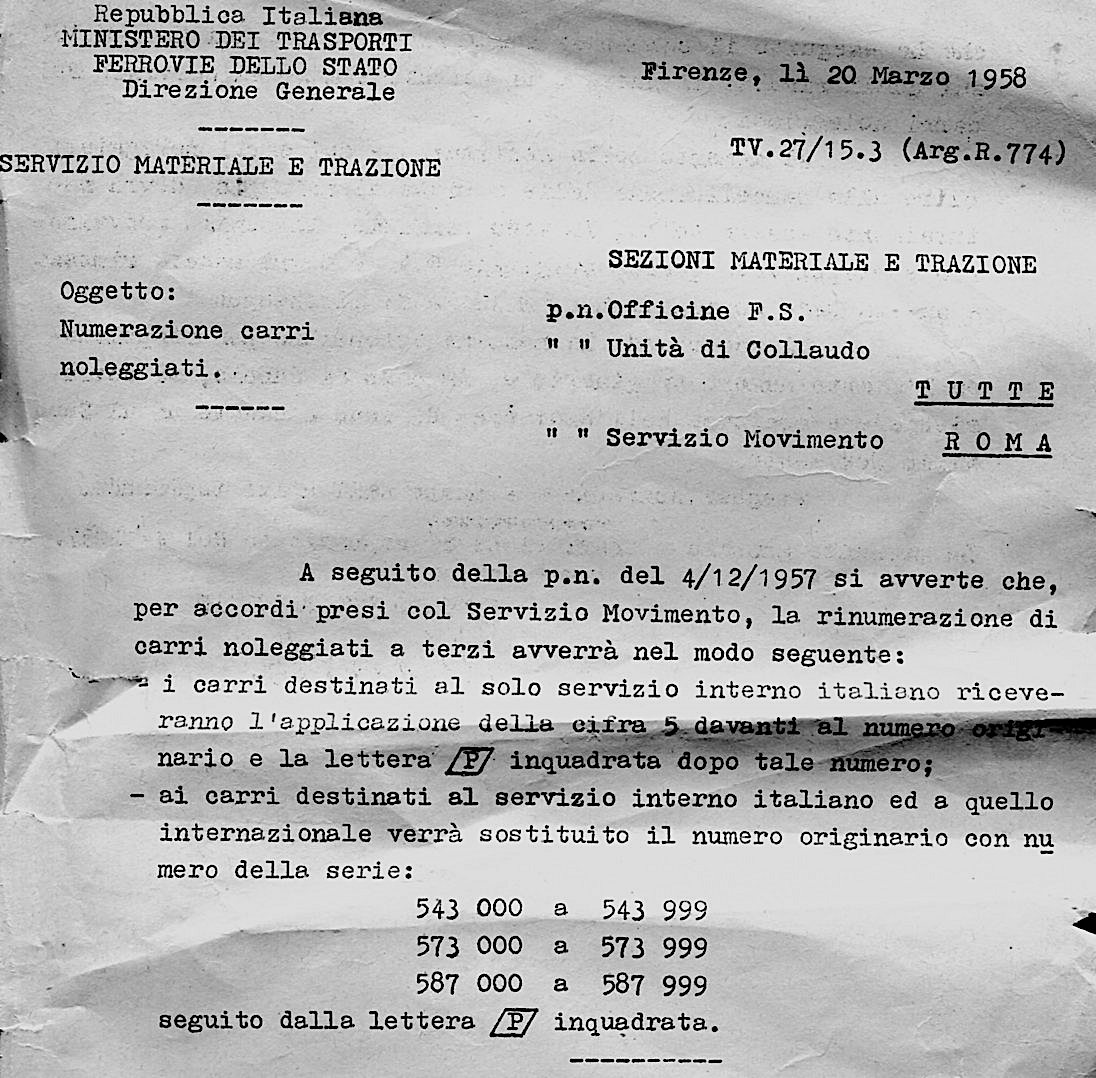 Repubblica Italiana
MINISTERO DEI TRASPORTI
FERROVIE DELLO STATO
Direzione Generale
-------
Firenze, lì 20 Marzo 1958
TV.27/15.3 (Arg.R.774)
SERVIZIO MATERIALE E TRAZIONE
-------
SEZIONI MATERIALE E TRAZIONE
Oggetto:
Numerazione carri
noleggiati.
------
p.n.Officine F.S.
" " Unità di Collaudo
T U T T E
" " Servizio Movimento R O M A
A seguito della p.n. del 4/12/1957 si avverte che,
per accordi presi col Servizio Movimento, la rinumerazione di
carri noleggiati a terzi avverrà nel modo seguente:
- i carri destinati al solo servizio interno italiano riceve-
ranno l'applicazione della cifra 5 davanti al numero origi-
nario e la lettera P inquadrata dopo tale numero;
- ai carri destinati al servizio interno italiano ed a quello
internazionale verrà sostituito il numero originario con nu
mero della serie:
543 000 a 543 999
573 000 a 573 999
587 000 a 587 999
seguito dalla lettera P inquadrata.
----------